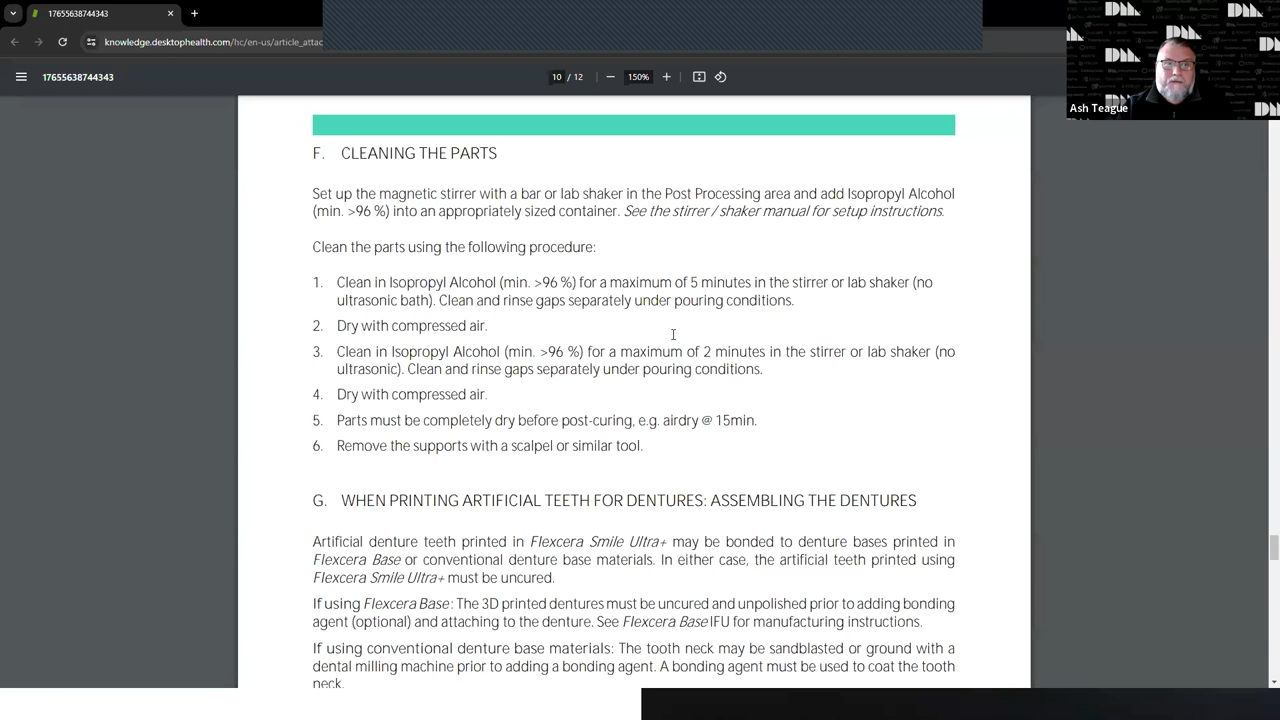 17655638744343
knowledge.desktophealth.com/hc/en-us/article_attac
17655638744343
10 / 12
150%
Ash Teague
F. CLEANING THE PARTS
Set up the magnetic stirrer with a bar or lab shaker in the Post Processing area and add Isopropyl Alcohol
(min. >96 %) into an appropriately sized container. See the stirrer / shaker manual for setup instructions.
Clean the parts using the following procedure:
1. Clean in Isopropyl Alcohol (min. >96 %) for a maximum of 5 minutes in the stirrer or lab shaker (no
ultrasonic bath). Clean and rinse gaps separately under pouring conditions.
2. Dry with compressed air.
3. Clean in Isopropyl Alcohol (min. >96 %) for a maximum of 2 minutes in the stirrer or lab shaker (no
ultrasonic). Clean and rinse gaps separately under pouring conditions.
4. Dry with compressed air.
5. Parts must be completely dry before post-curing, e.g. airdry @ 15min.
6. Remove the supports with a scalpel or similar tool.
G. WHEN PRINTING ARTIFICIAL TEETH FOR DENTURES: ASSEMBLING THE DENTURES
Artificial denture teeth printed in Flexcera Smile Ultra+ may be bonded to denture bases printed in
Flexcera Base or conventional denture base materials. In either case, the artificial teeth printed using
Flexcera Smile Ultra+ must be uncured.
If using Flexcera Base: The 3D printed dentures must be uncured and unpolished prior to adding bonding
agent (optional) and attaching to the denture. See Flexcera Base IFU for manufacturing instructions.
If using conventional denture base materials: The tooth neck may be sandblasted or ground with a
dental milling machine prior to adding a bonding agent. A bonding agent must be used to coat the tooth
neck.